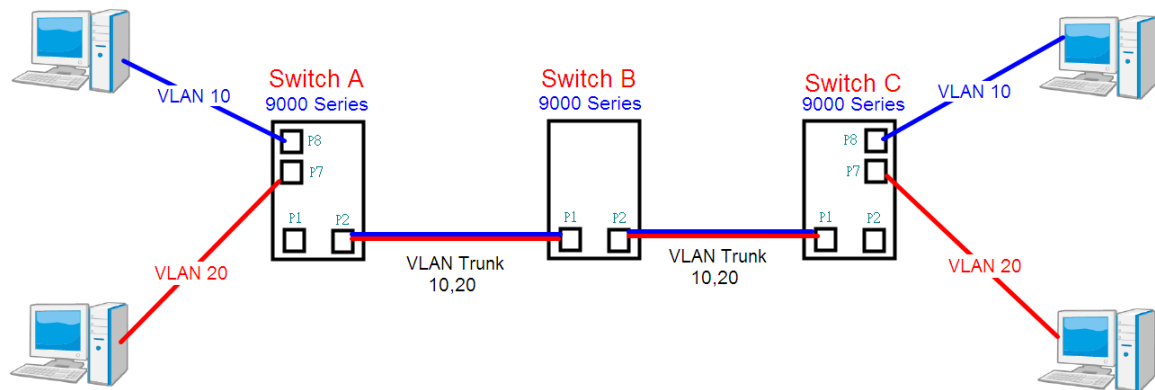 Switch A
9000 Series
Switch B
9000 Series
Switch C
9000 Series
VLAN 10
VLAN 10
P8
P7
P8
P7
P1
P2
P1
P2
P1
P2
VLAN 20
VLAN 20
VLAN Trunk
10,20
VLAN Trunk
10,20